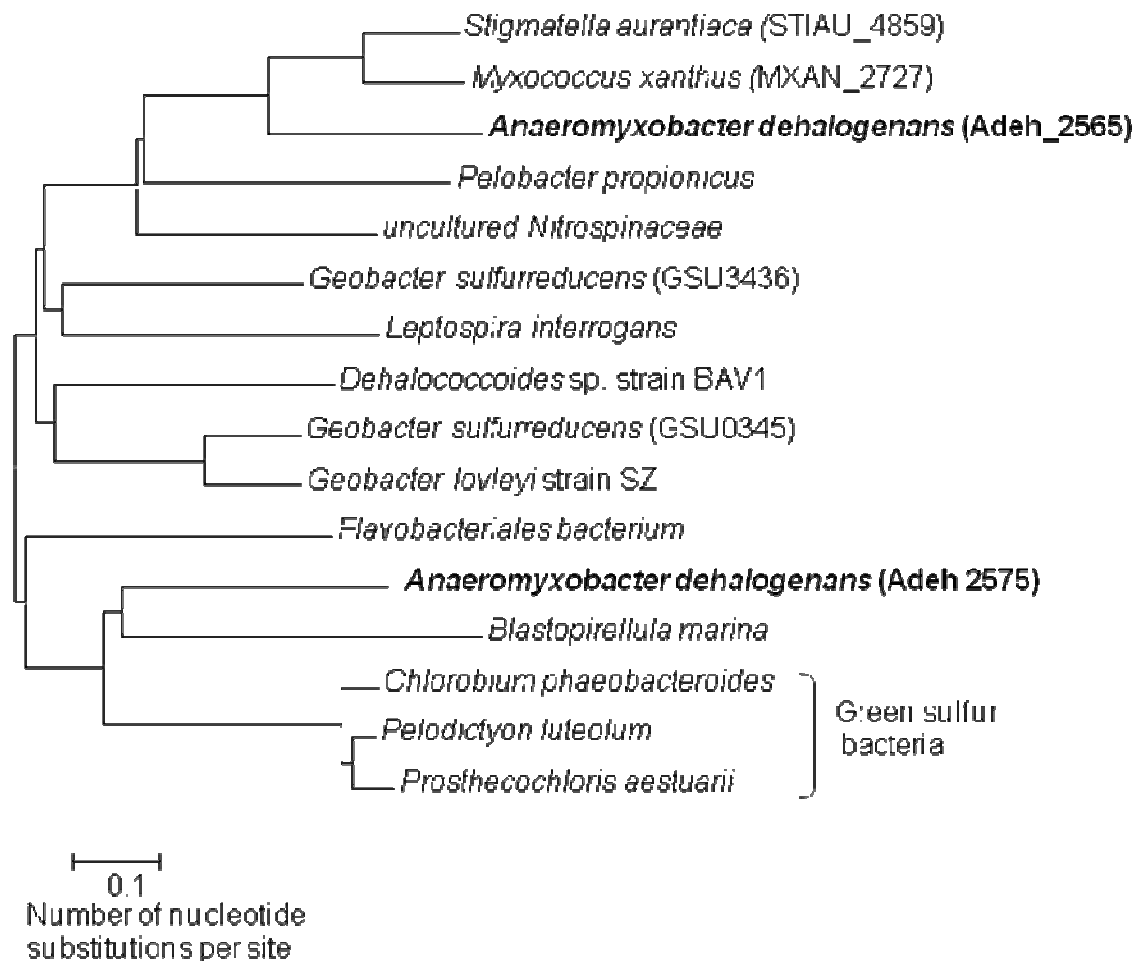 Stigmatella aurantiaca (STIAU_4859)
Myxococcus xanthus (MXAN_2727)
Anaeromyxobacter dehalogenans (Adeh_2565)
Pelobacter propionicus
uncultured Nitrospinaceae
Geobacter sulfurreducens (GSU3436)
Leptospira interrogans
Dehalococcoides sp. strain BAV1
Geobacter sulfurreducens (GSU0345)
Geobacter lovleyi strain SZ
Flavobacteriales bacterium
Anaeromyxobacter dehalogenans (Adeh 2575)
Blastopirellula marina
Chlorobium phaeobacteroides
Pelodictyon luteolum
Prosthecochloris aestuarii
Green sulfur
bacteria
0.1
Number of nucleotide
substitutions per site